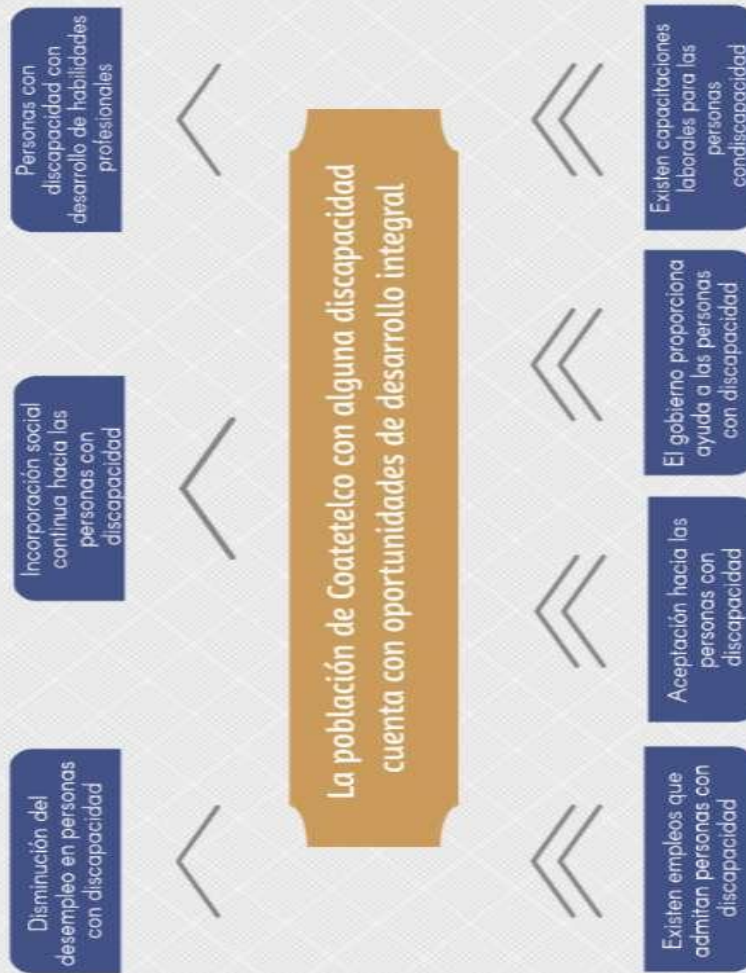 Disminución del
desempleo en personas
con discapacidad
Incorporación social
continua hacia las
personas con
discapacidad
Personas con
discapacidad con
desarrollo de habilidades
profesionales
La población de Coatetelco con alguna discapacidad
cuenta con oportunidades de desarrollo integral
Existen empleos que
admitan personas con
discapacidad
Aceptación hacia las
personas con
discapacidad
El gobierno proporciona
ayuda a las personas
con discapacidad
Existen capacitaciones
laborales para las
personas
condiscapacidad